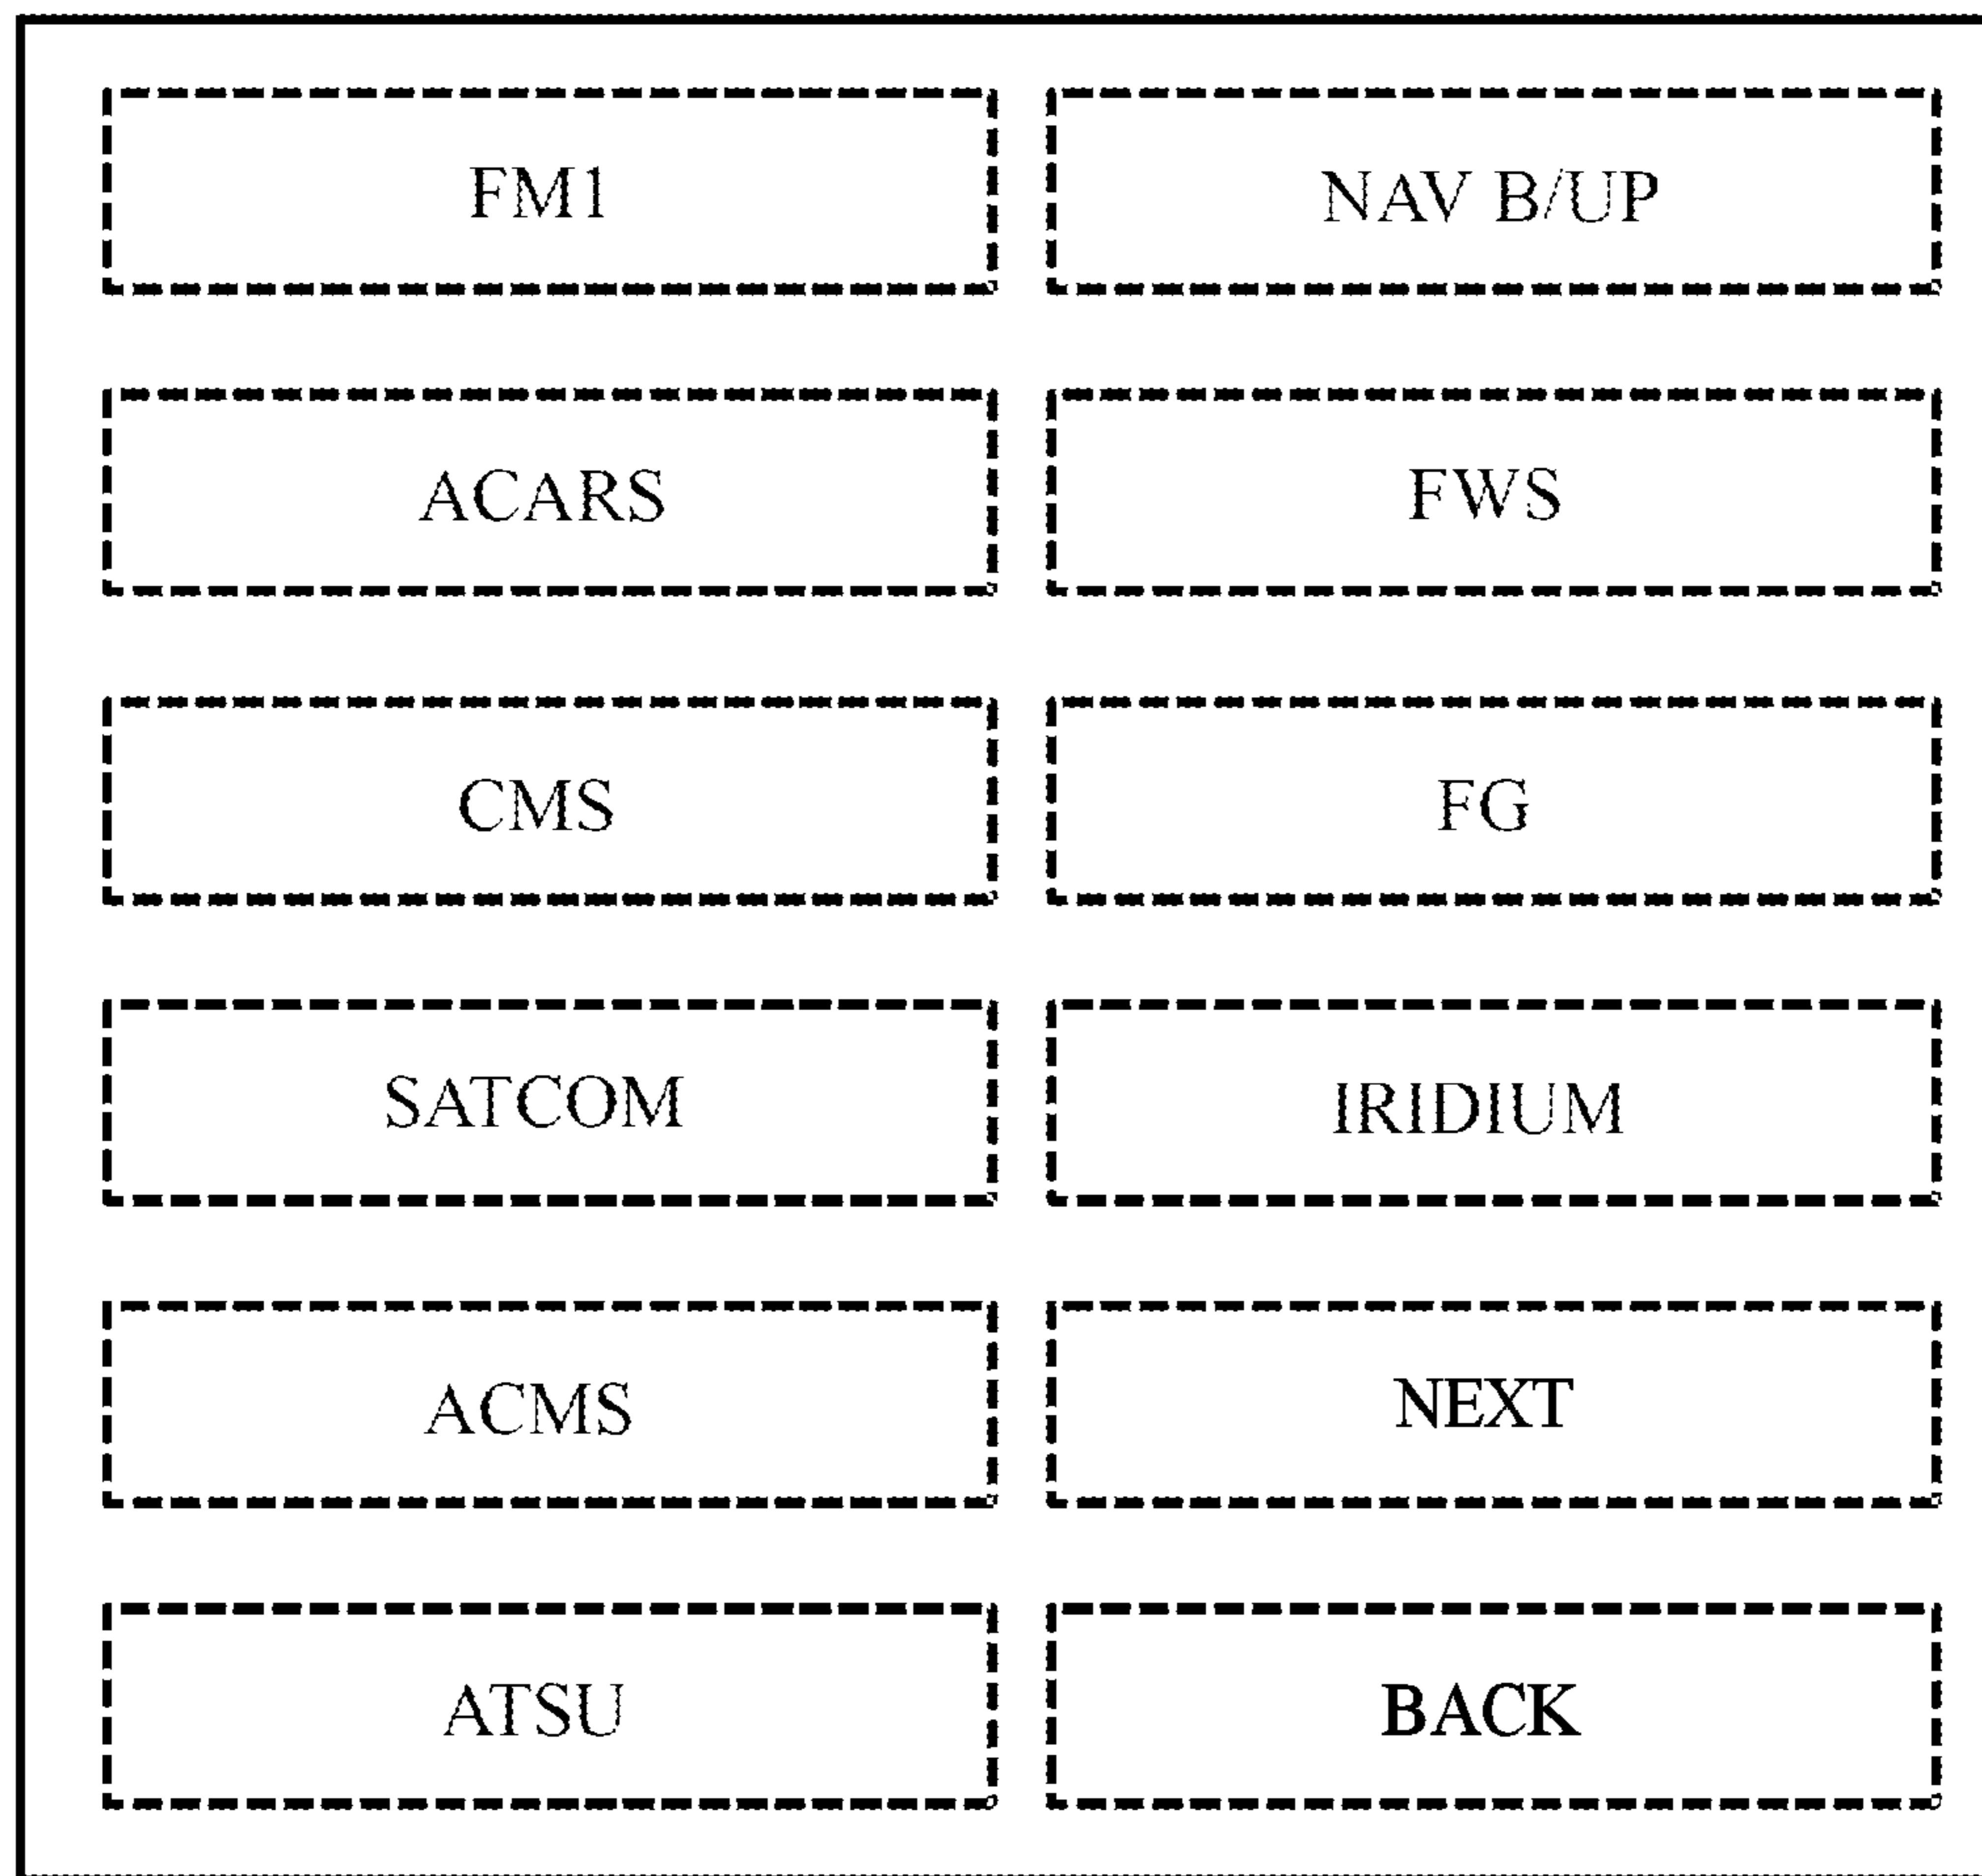 FM1
NAV B/UP
ACARS
FWS
CMS
FG
SATCOM
IRIDIUM
ACMS
NEXT
ATSU
BACK